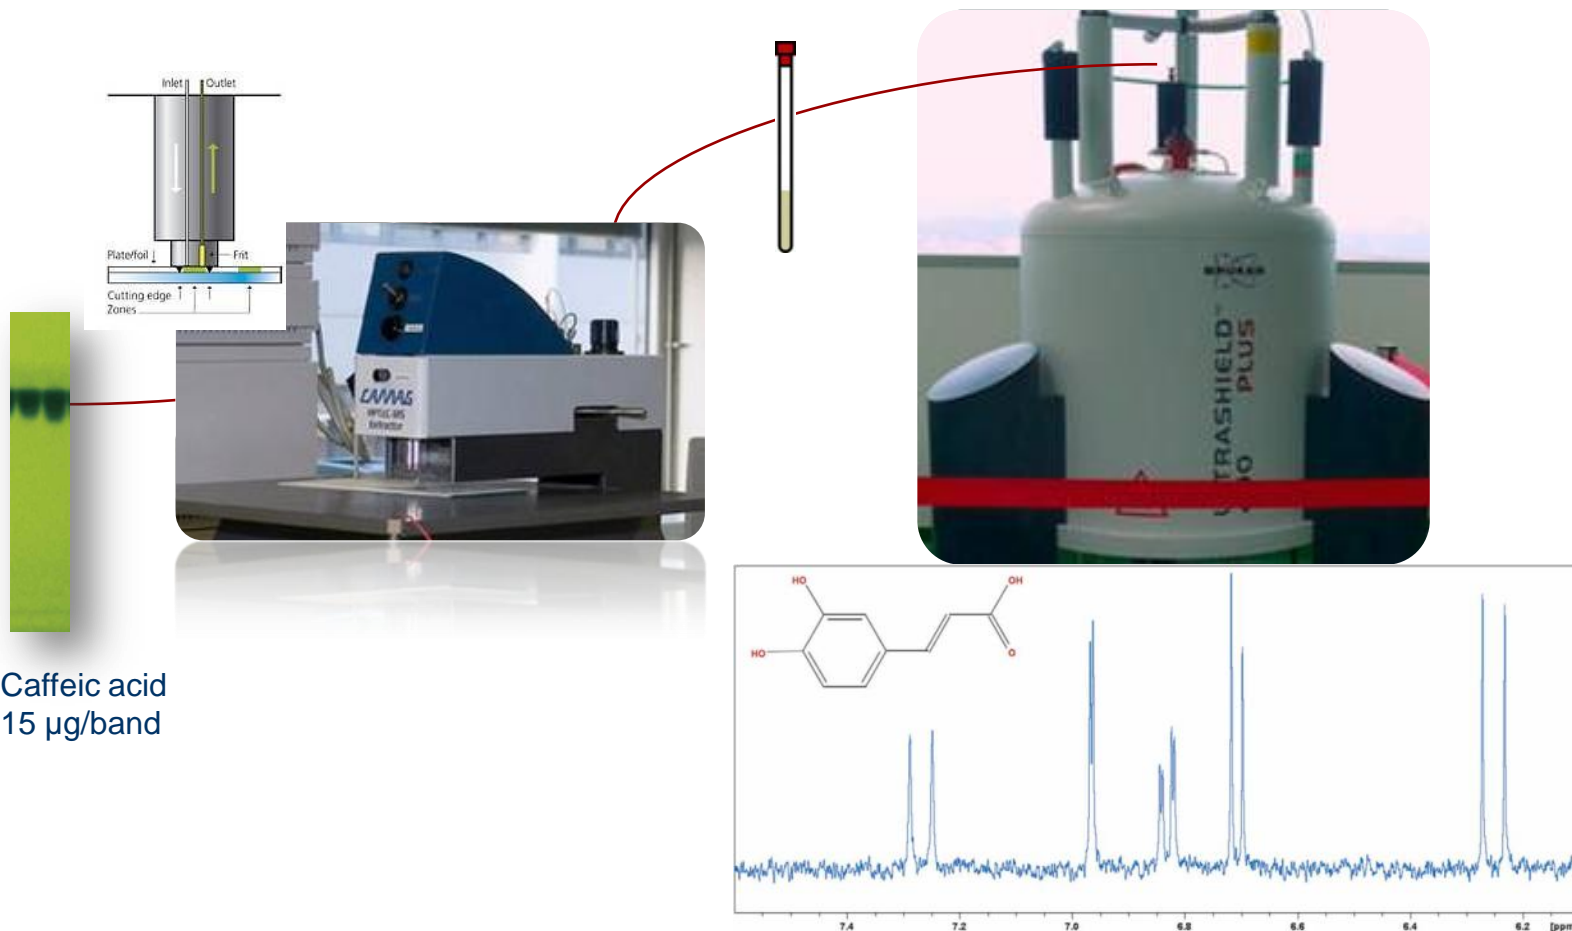 Inlet Outlet
Plate/foil Frit
Cutting edge
Zones
CAMAG
HPTLC-MS
Extractor
BRUKER
ULTRASHIELD™
PLUS
Caffeic acid
15 µg/band
HO
OH
HO
O
7.4 7.2 7.0 6.8 6.6 6.4 6.2 [ppm